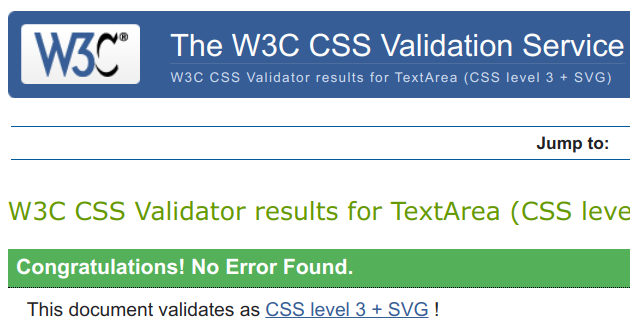 W3C®
The W3C CSS Validation Service
W3C CSS Validator results for TextArea (CSS level 3 + SVG)
Jump to:
W3C CSS Validator results for TextArea (CSS leve
Congratulations! No Error Found.
This document validates as CSS level 3 + SVG !